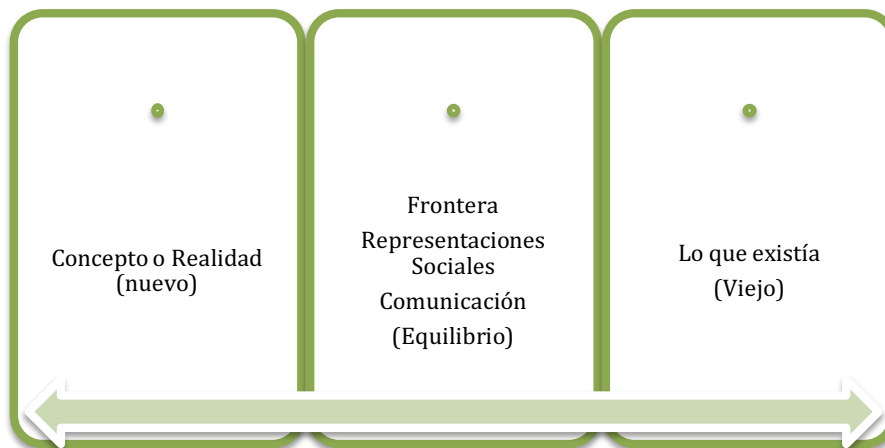 Concepto o Realidad
(nuevo)
Frontera
Representaciones
Sociales
Comunicación
(Equilibrio)
Lo que existía
(Viejo)